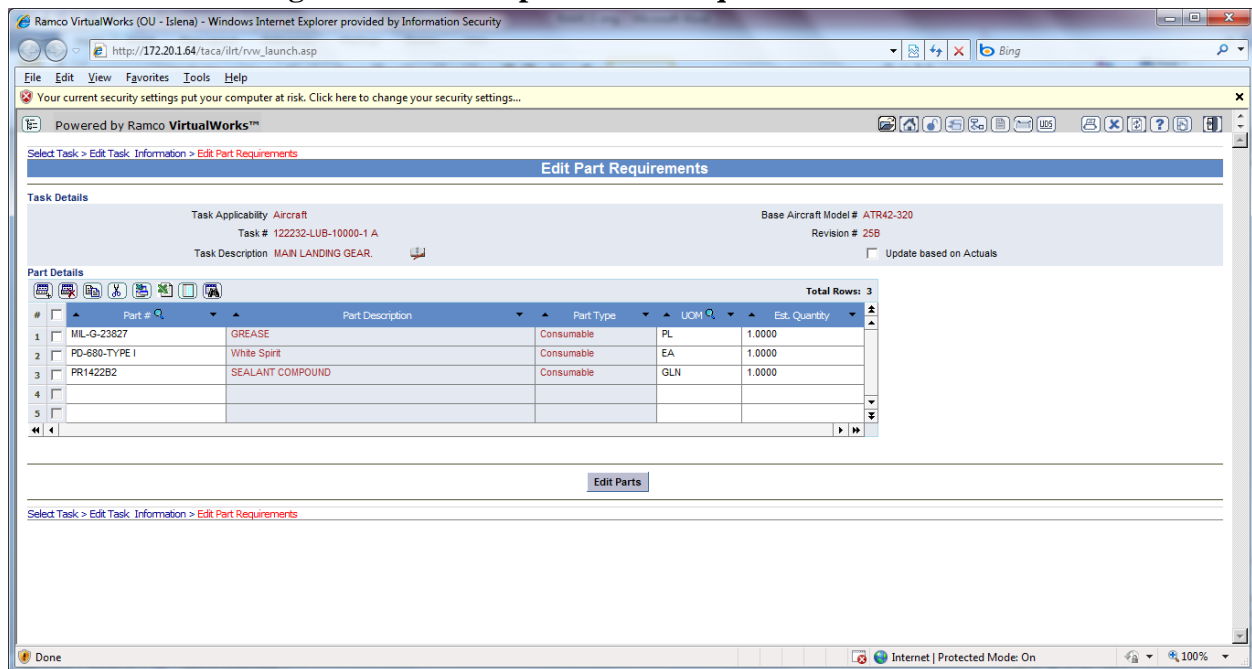 Ramco VirtualWorks (OU - Islena) - Windows Internet Explorer provided by Information Security
http://172.20.1.64/taca/ilrt/rvw_launch.asp Bing
File Edit View Favorites Tools Help
Your current security settings put your computer at risk. Click here to change your security settings...
Powered by Ramco VirtualWorks™ UDS
Select Task > Edit Task Information > Edit Part Requirements
Edit Part Requirements
Task Details
Task Applicability Aircraft Base Aircraft Model # ATR42-320
Task # 122232-LUB-10000-1 A Revision # 25B
Task Description MAIN LANDING GEAR. Update based on Actuals
Part Details
Total Rows: 3
# Part # Part Description Part Type UOM Est. Quantity
1 MIL-G-23827 GREASE Consumable PL 1.0000
2 PD-680-TYPE I White Spirit Consumable EA 1.0000
3 PR1422B2 SEALANT COMPOUND Consumable GLN 1.0000
4
5
Edit Parts
Select Task > Edit Task Information > Edit Part Requirements
Done Internet | Protected Mode: On 100%